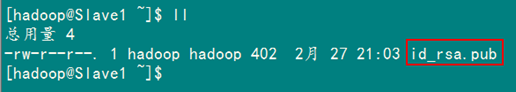 [hadoop@Slave1 ~]$ ll
总用量 4
-rw-r--r--. 1 hadoop hadoop 402  2月 27 21:03 id_rsa.pub
[hadoop@Slave1 ~]$